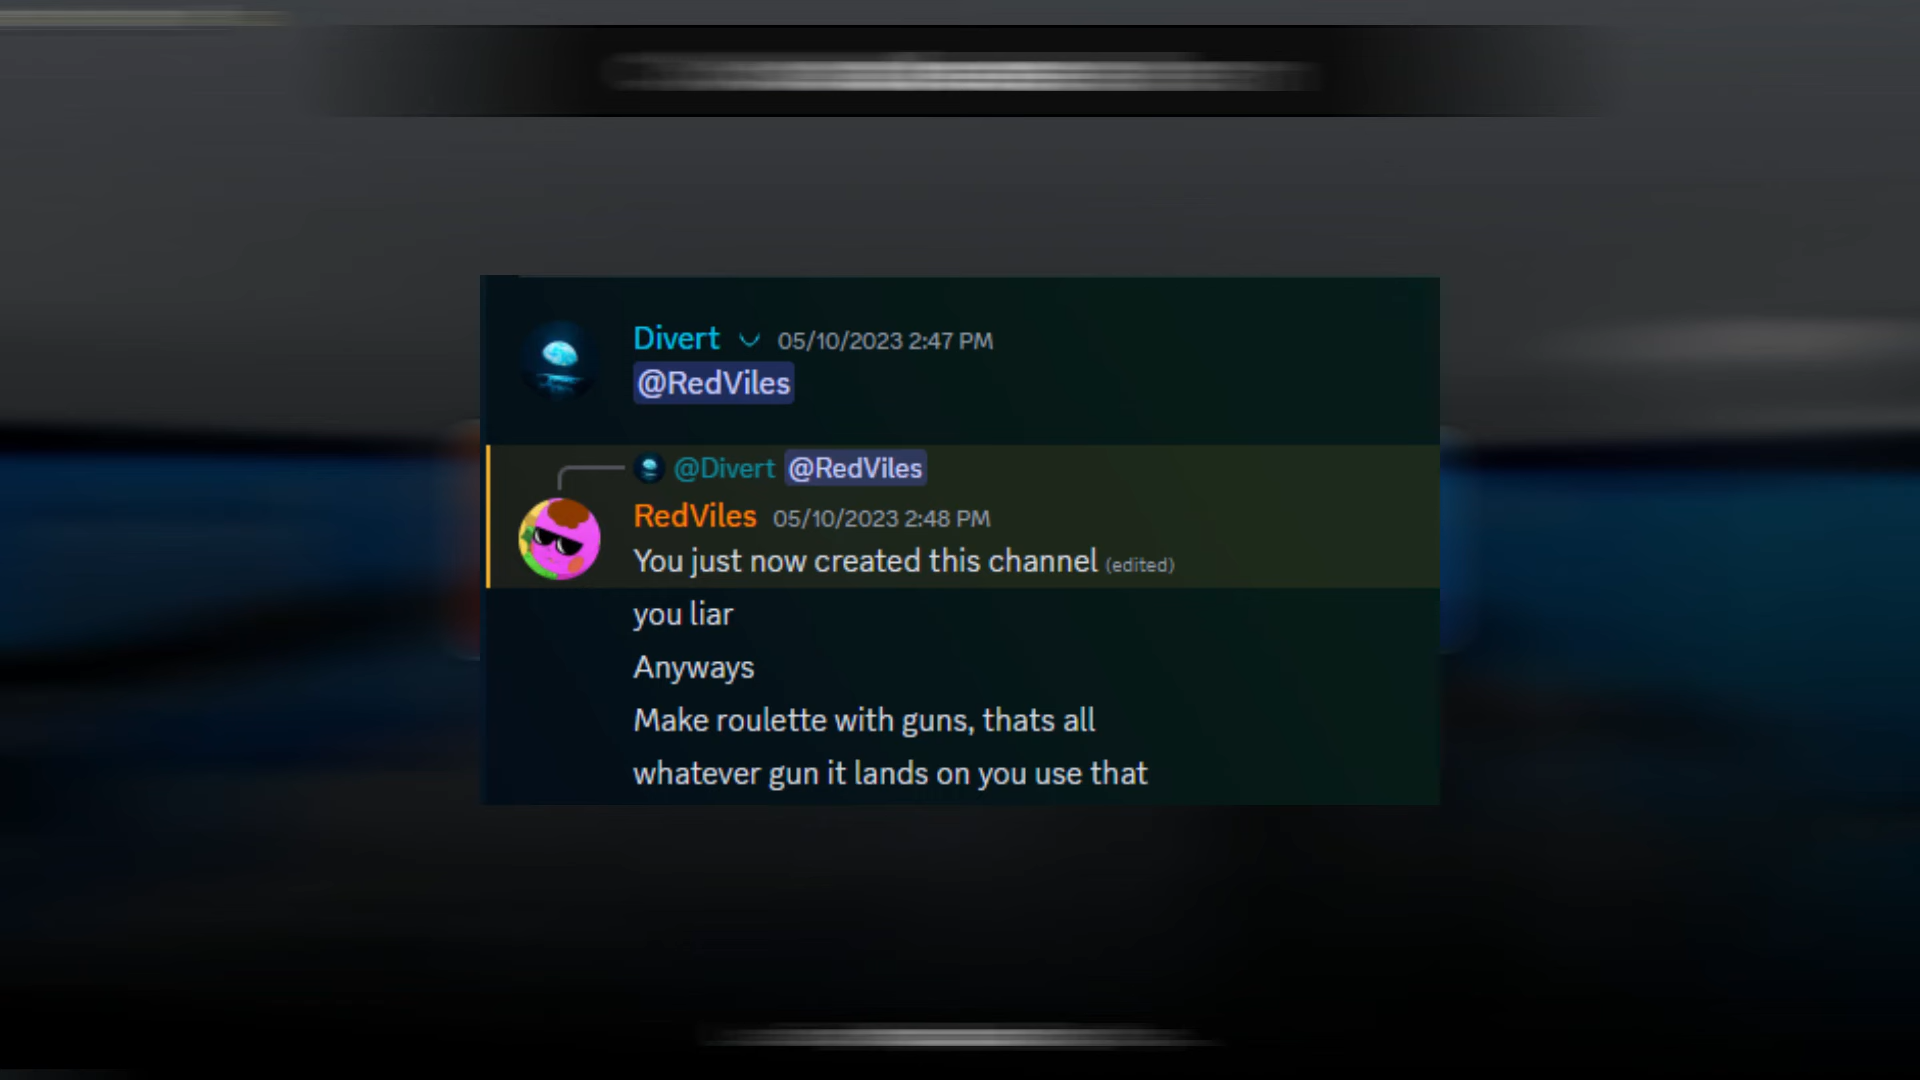 Divert 05/10/2023 2:47 PM
@RedViles
@Divert @RedViles
RedViles 05/10/2023 2:48 PM
You just now created this channel (edited)
you liar
Anyways
Make roulette with guns, thats all
whatever gun it lands on you use that